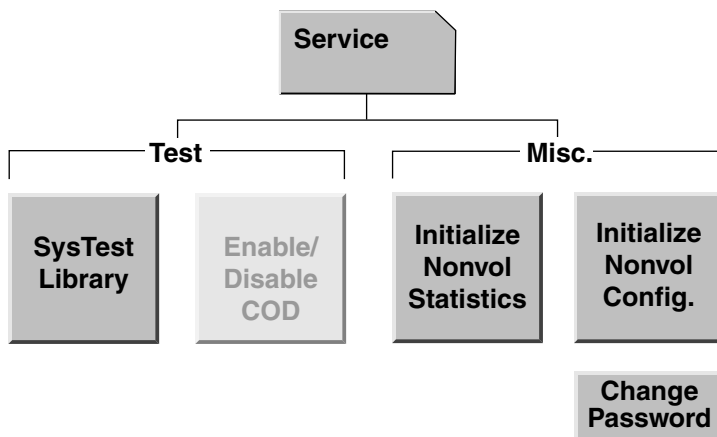 Service
Test
Misc.
SysTest
Library
Enable/
Disable
COD
Initialize
Nonvol
Statistics
Initialize
Nonvol
Config.
Change
Password